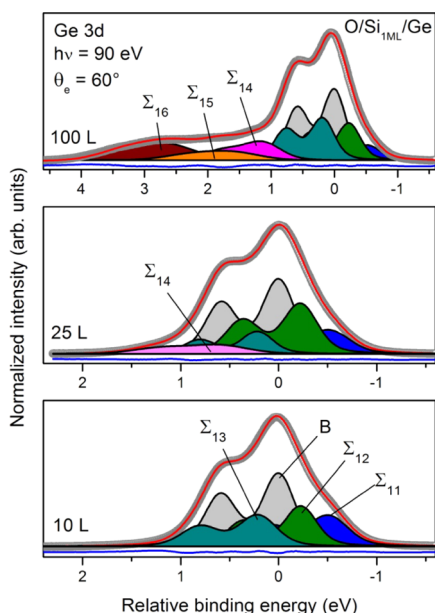 Ge 3d
O/Si1ML/Ge
hν = 90 eV
θe = 60°
Σ14
Σ15
Σ16
100 L
4 3 2 1 0 -1
Normalized intensity (arb. units)
Σ14
25 L
2 1 0 -1
B
Σ13
Σ12
Σ11
10 L
2 1 0 -1
Relative binding energy (eV)